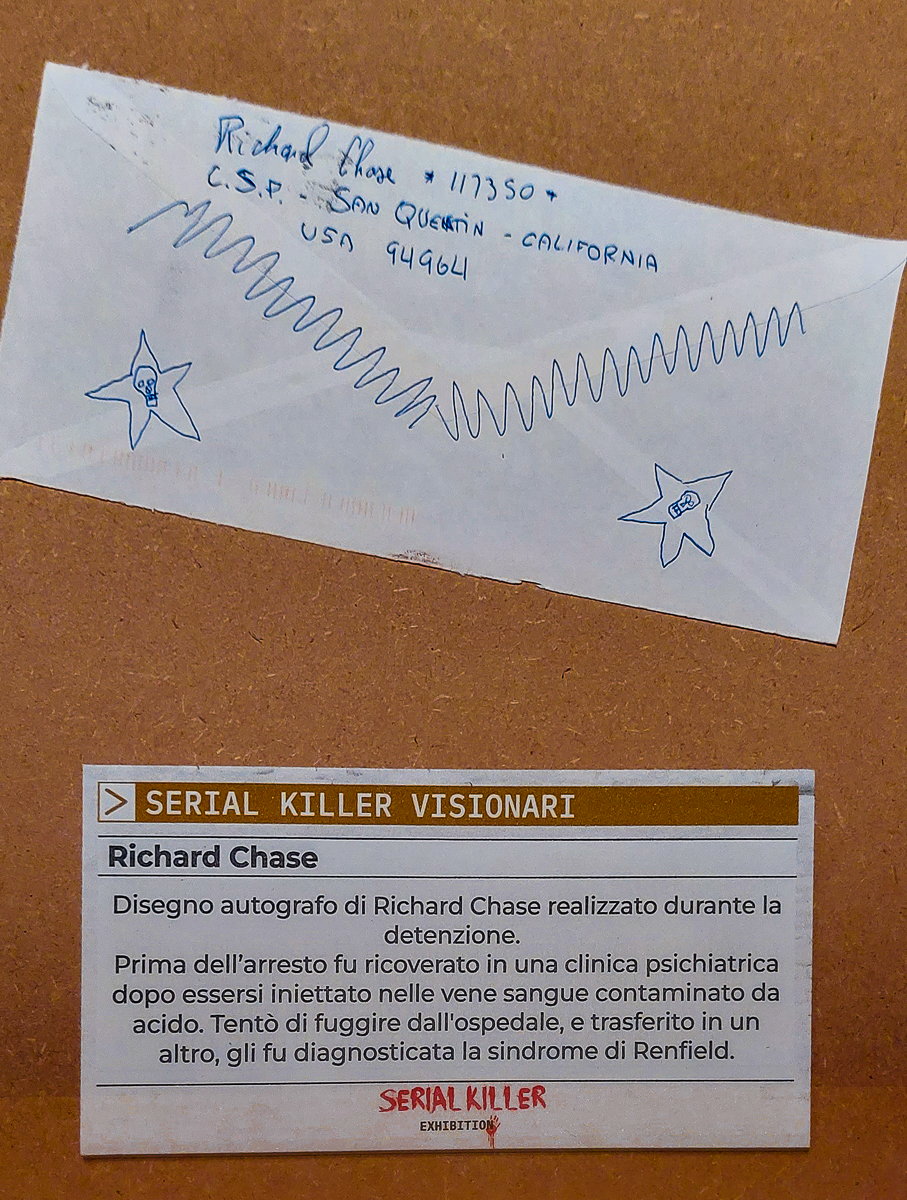 Richard Chase * 117350 *
C.S.P. - SAN QUENTIN - CALIFORNIA
USA 94964
> SERIAL KILLER VISIONARI
Richard Chase
Disegno autografo di Richard Chase realizzato durante la
detenzione.
Prima dell’arresto fu ricoverato in una clinica psichiatrica
dopo essersi iniettato nelle vene sangue contaminato da
acido. Tentò di fuggire dall'ospedale, e trasferito in un
altro, gli fu diagnosticata la sindrome di Renfield.
SERIAL KILLER
EXHIBITION